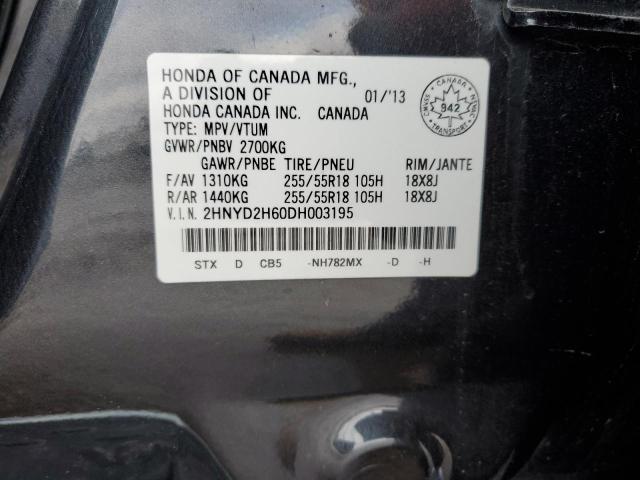 HONDA OF CANADA MFG.,
A DIVISION OF 01/'13
HONDA CANADA INC. CANADA
TYPE: MPV/VTUM
GVWR/PNBV 2700KG
GAWR/PNBE TIRE/PNEU RIM/JANTE
F/AV 1310KG 255/55R18 105H 18X8J
R/AR 1440KG 255/55R18 105H 18X8J
V.I.N. 2HNYD2H60DH003195
STX D CB5 -NH782MX -D -H
CANADA
CMVSS
942
NSVAC
TRANSPORT